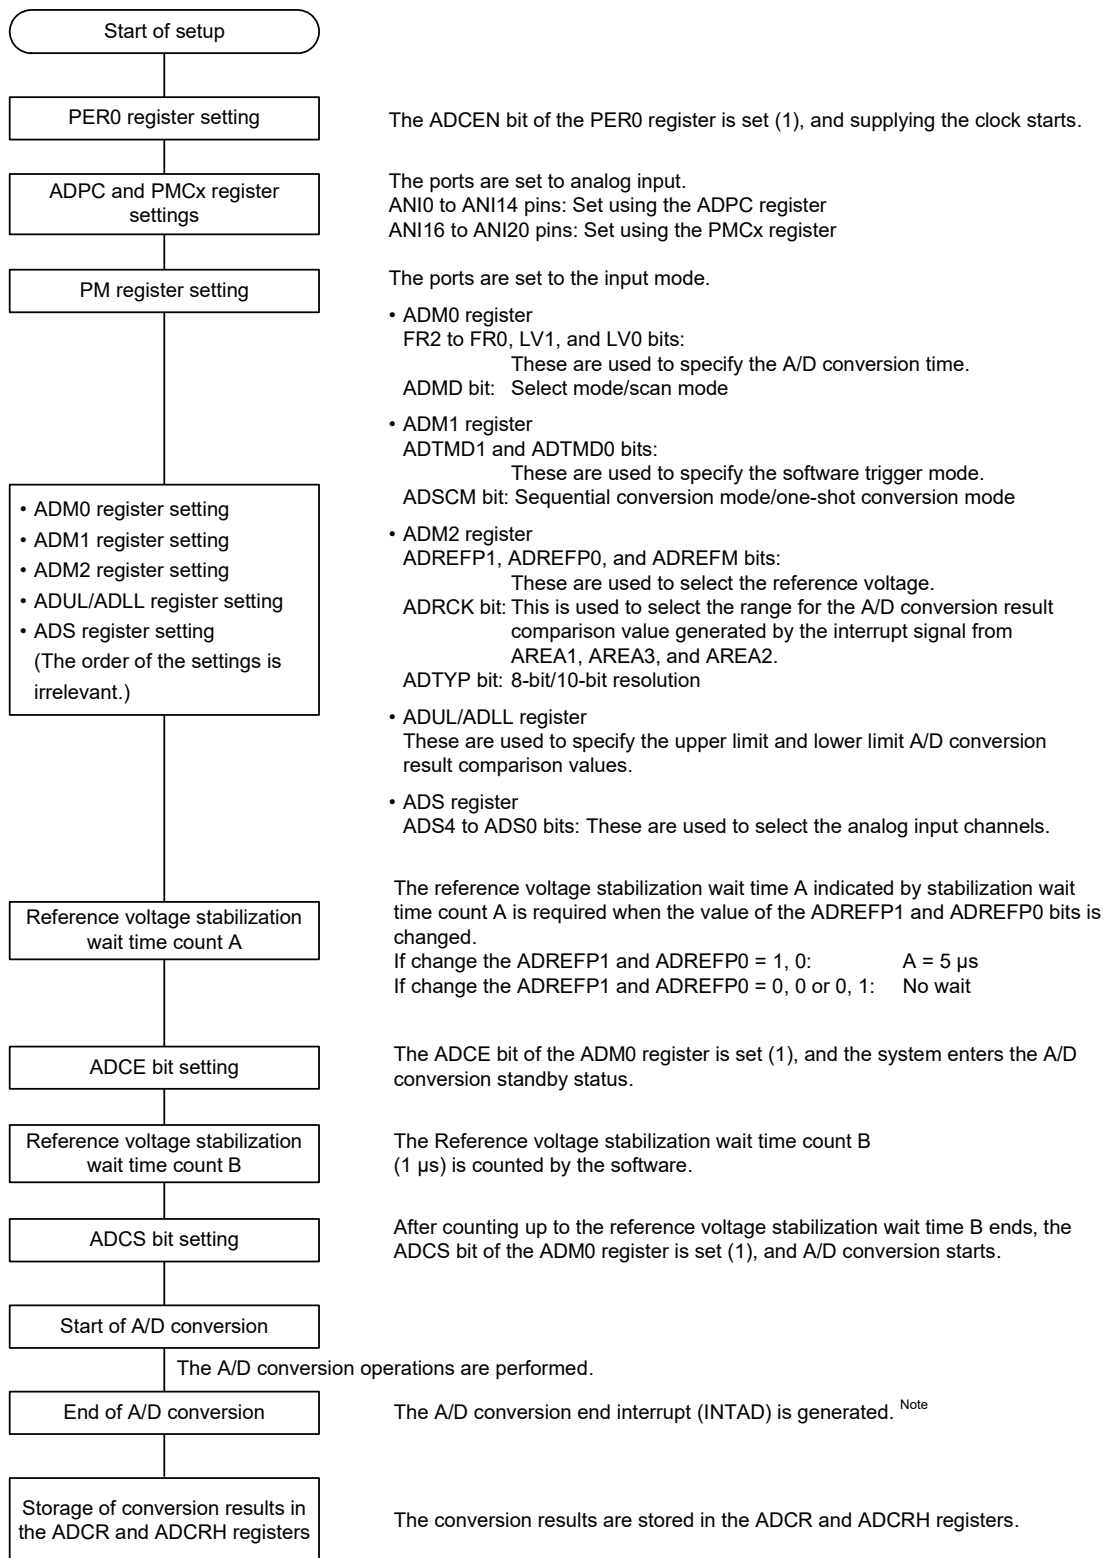 Start of setup
PER0 register setting
The ADCEN bit of the PER0 register is set (1), and supplying the clock starts.
ADPC and PMCx register
settings
The ports are set to analog input.
ANI0 to ANI14 pins: Set using the ADPC register
ANI16 to ANI20 pins: Set using the PMCx register
PM register setting
The ports are set to the input mode.
• ADM0 register setting
• ADM1 register setting
• ADM2 register setting
• ADUL/ADLL register setting
• ADS register setting
(The order of the settings is
irrelevant.)
• ADM0 register
FR2 to FR0, LV1, and LV0 bits:
These are used to specify the A/D conversion time.
ADMD bit: Select mode/scan mode
• ADM1 register
ADTMD1 and ADTMD0 bits:
These are used to specify the software trigger mode.
ADSCM bit: Sequential conversion mode/one-shot conversion mode
• ADM2 register
ADREFP1, ADREFP0, and ADREFM bits:
These are used to select the reference voltage.
ADRCK bit: This is used to select the range for the A/D conversion result
comparison value generated by the interrupt signal from
AREA1, AREA3, and AREA2.
ADTYP bit: 8-bit/10-bit resolution
• ADUL/ADLL register
These are used to specify the upper limit and lower limit A/D conversion
result comparison values.
• ADS register
ADS4 to ADS0 bits: These are used to select the analog input channels.
Reference voltage stabilization
wait time count A
The reference voltage stabilization wait time A indicated by stabilization wait
time count A is required when the value of the ADREFP1 and ADREFP0 bits is
changed.
If change the ADREFP1 and ADREFP0 = 1, 0: A = 5 µs
If change the ADREFP1 and ADREFP0 = 0, 0 or 0, 1: No wait
ADCE bit setting
The ADCE bit of the ADM0 register is set (1), and the system enters the A/D
conversion standby status.
Reference voltage stabilization
wait time count B
The Reference voltage stabilization wait time count B
(1 µs) is counted by the software.
ADCS bit setting
After counting up to the reference voltage stabilization wait time B ends, the
ADCS bit of the ADM0 register is set (1), and A/D conversion starts.
Start of A/D conversion
The A/D conversion operations are performed.
End of A/D conversion
The A/D conversion end interrupt (INTAD) is generated. Note
Storage of conversion results in
the ADCR and ADCRH registers
The conversion results are stored in the ADCR and ADCRH registers.